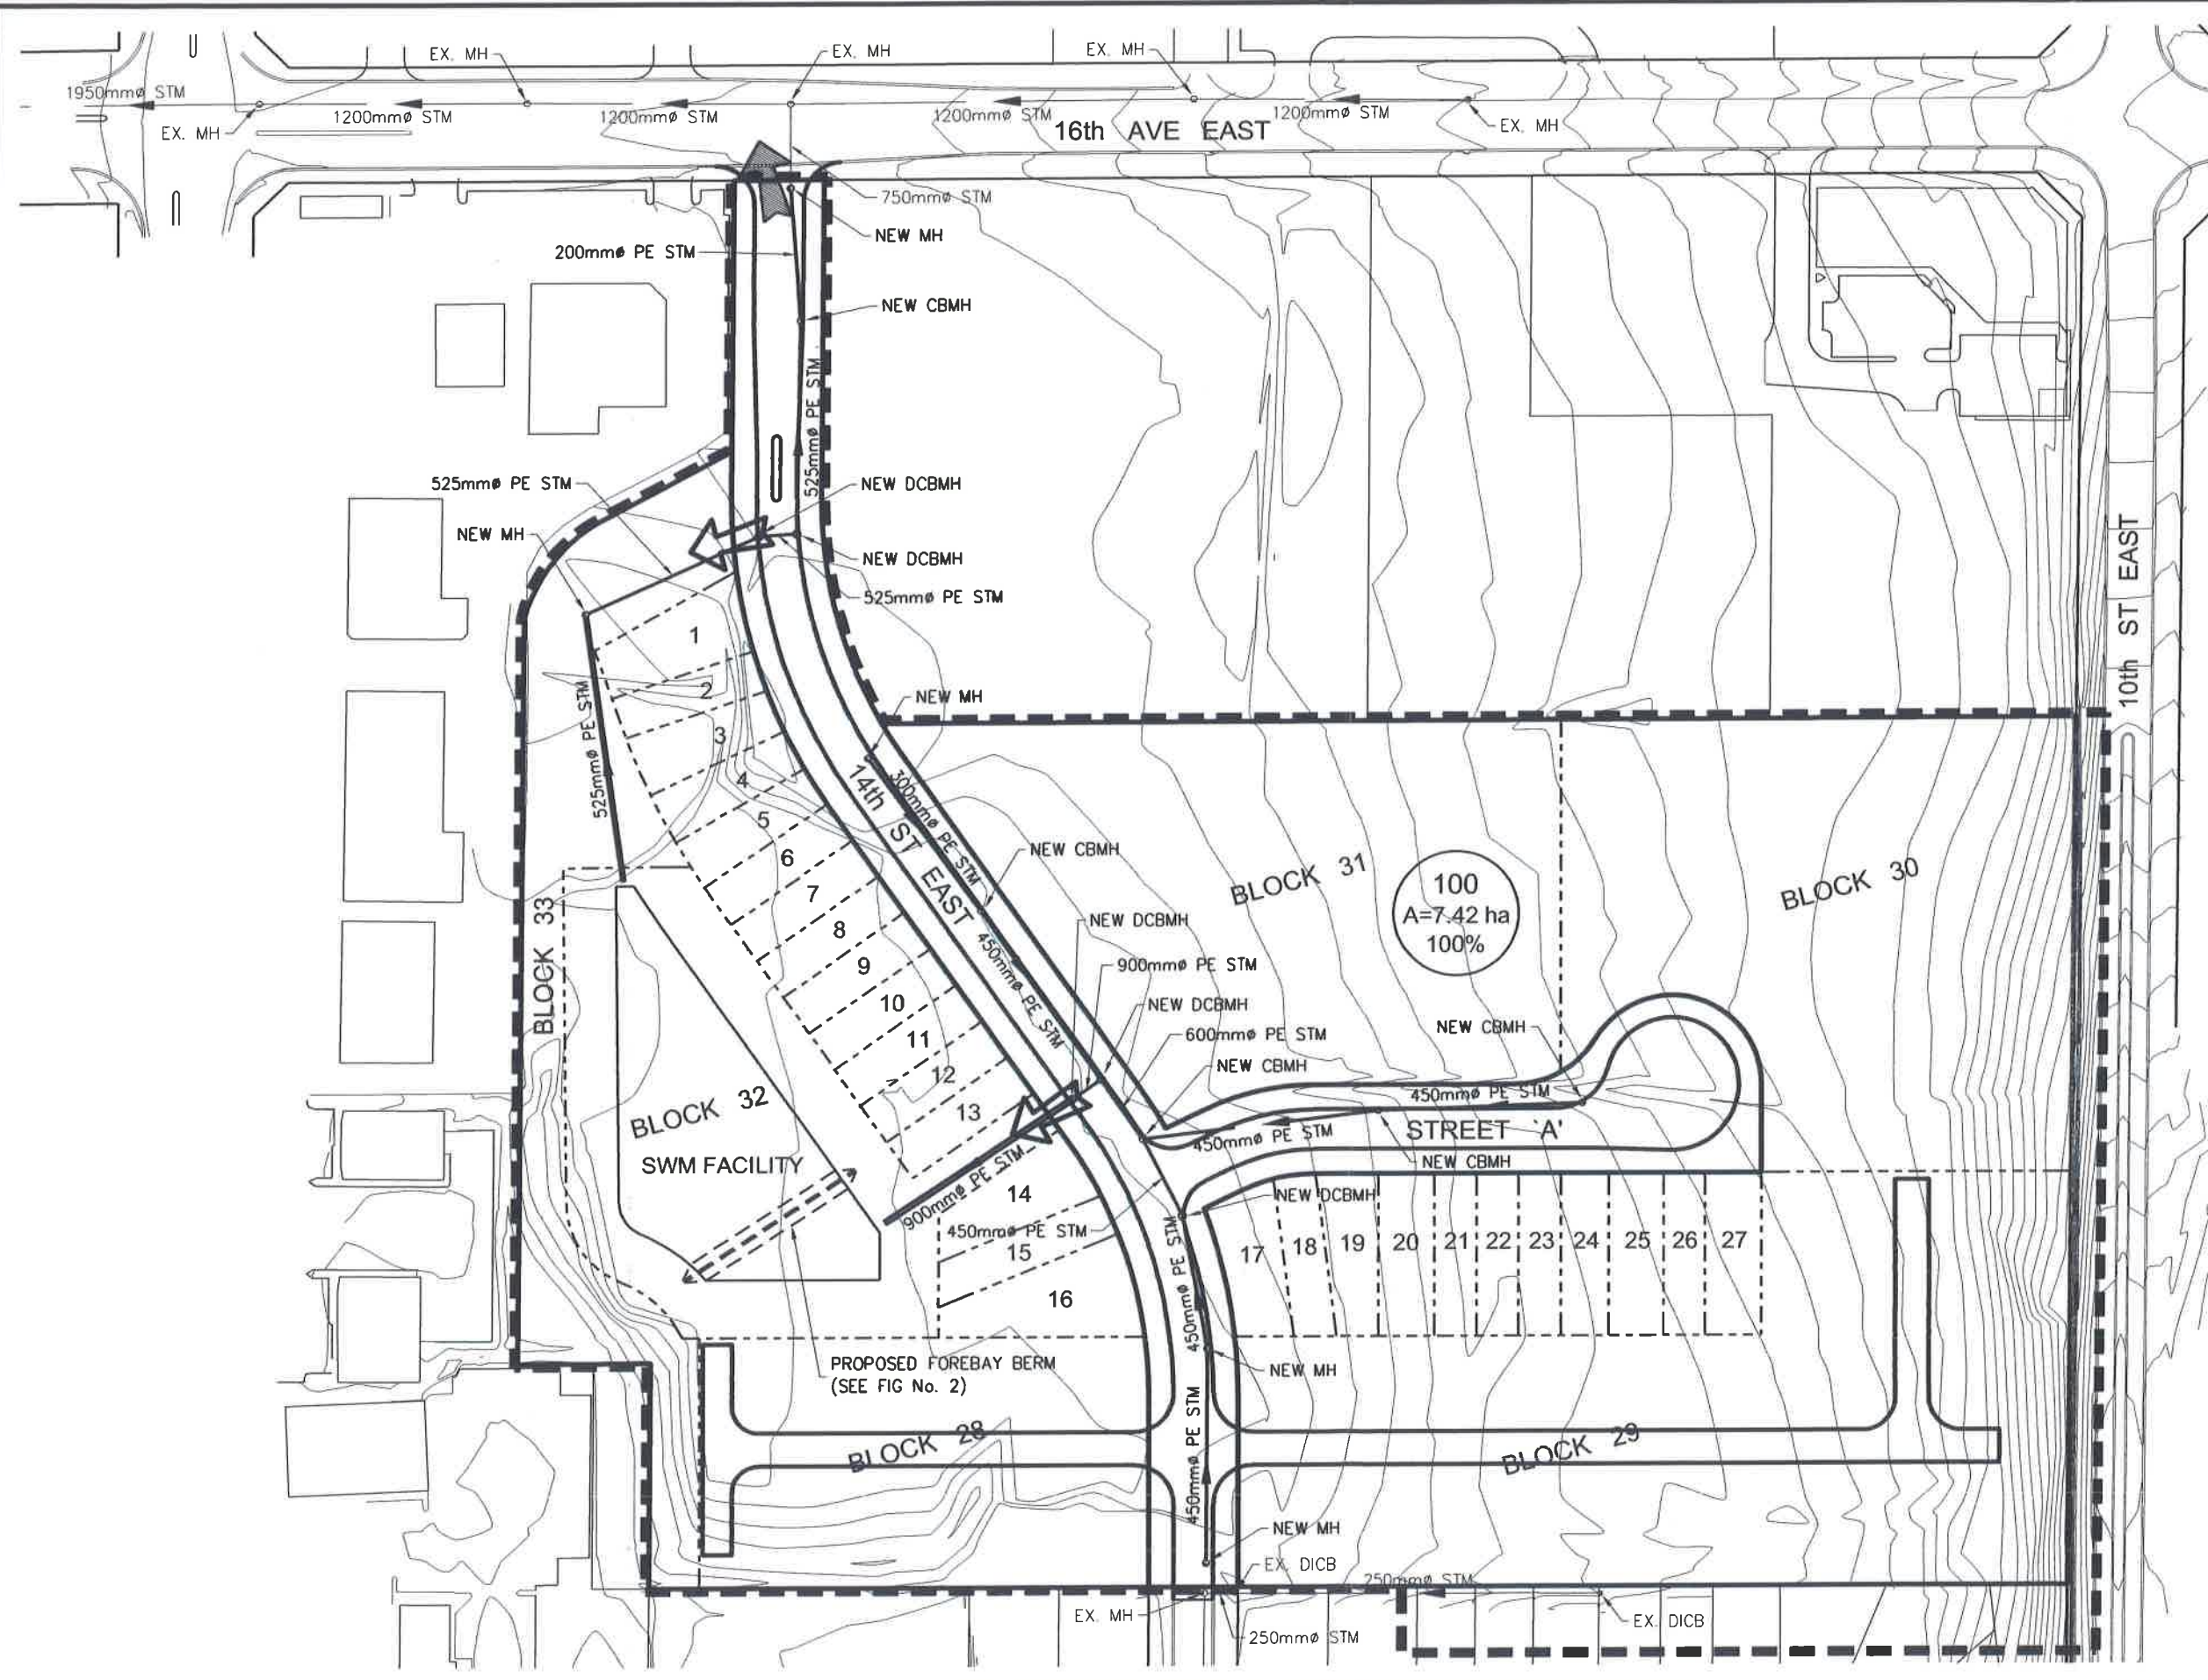 EX. MH
EX. MH
EX. MH
1950mmø STM
EX. MH
1200mmø STM
1200mmø STM
1200mmø STM
16th AVE EAST
1200mmø STM
EX. MH
750mmø STM
NEW MH
200mmø PE STM
NEW CBMH
525mmø PE STM
525mmø PE STM
NEW DCBMH
NEW MH
NEW DCBMH
525mmø PE STM
10th ST EAST
1
2
3
4
5
6
7
8
9
10
11
12
13
14
15
16
525mmø PE STM
NEW MH
14th ST EAST
300mmø PE STM
NEW CBMH
450mmø PE STM
NEW DCBMH
900mmø PE STM
NEW DCBMH
600mmø PE STM
NEW CBMH
BLOCK 31
100
A=7.42 ha
100%
BLOCK 30
NEW CBMH
450mmø PE STM
450mmø PE STM
STREET 'A'
NEW CBMH
BLOCK 33
BLOCK 32
SWM FACILITY
900mmø PE STM
450mmø PE STM
NEW DCBMH
450mmø PE STM
17
18
19
20
21
22
23
24
25
26
27
PROPOSED FOREBAY BERM
(SEE FIG No. 2)
NEW MH
450mmø PE STM
BLOCK 28
BLOCK 29
NEW MH
EX. DICB
250mmø STM
EX. MH
250mmø STM
EX. DICB